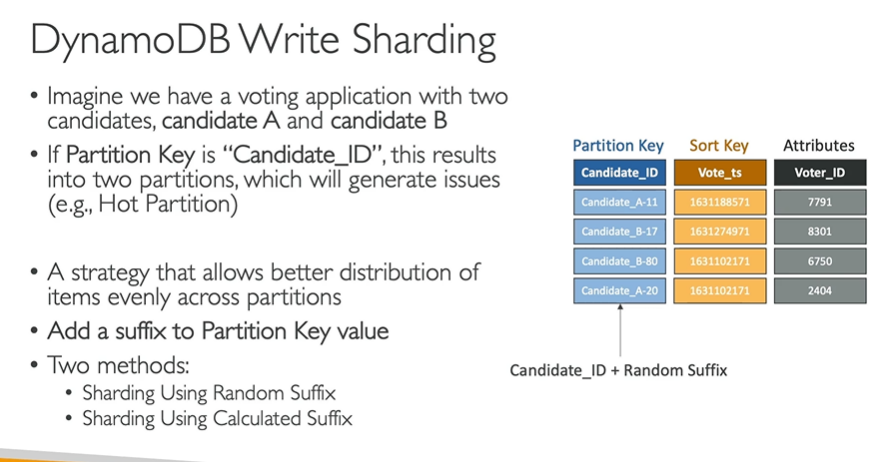 DynamoDB Write Sharding
• Imagine we have a voting application with two
candidates, candidate A and candidate B
• If Partition Key is “Candidate_ID”, this results
into two partitions, which will generate issues
(e.g., Hot Partition)
• A strategy that allows better distribution of
items evenly across partitions
• Add a suffix to Partition Key value
• Two methods:
• Sharding Using Random Suffix
• Sharding Using Calculated Suffix
Partition Key Sort Key Attributes
Candidate_ID Vote_ts Voter_ID
Candidate_A-11 1631188571 7791
Candidate_B-17 1631274971 8301
Candidate_B-80 1631102171 6750
Candidate_A-20 1631102171 2404
Candidate_ID + Random Suffix